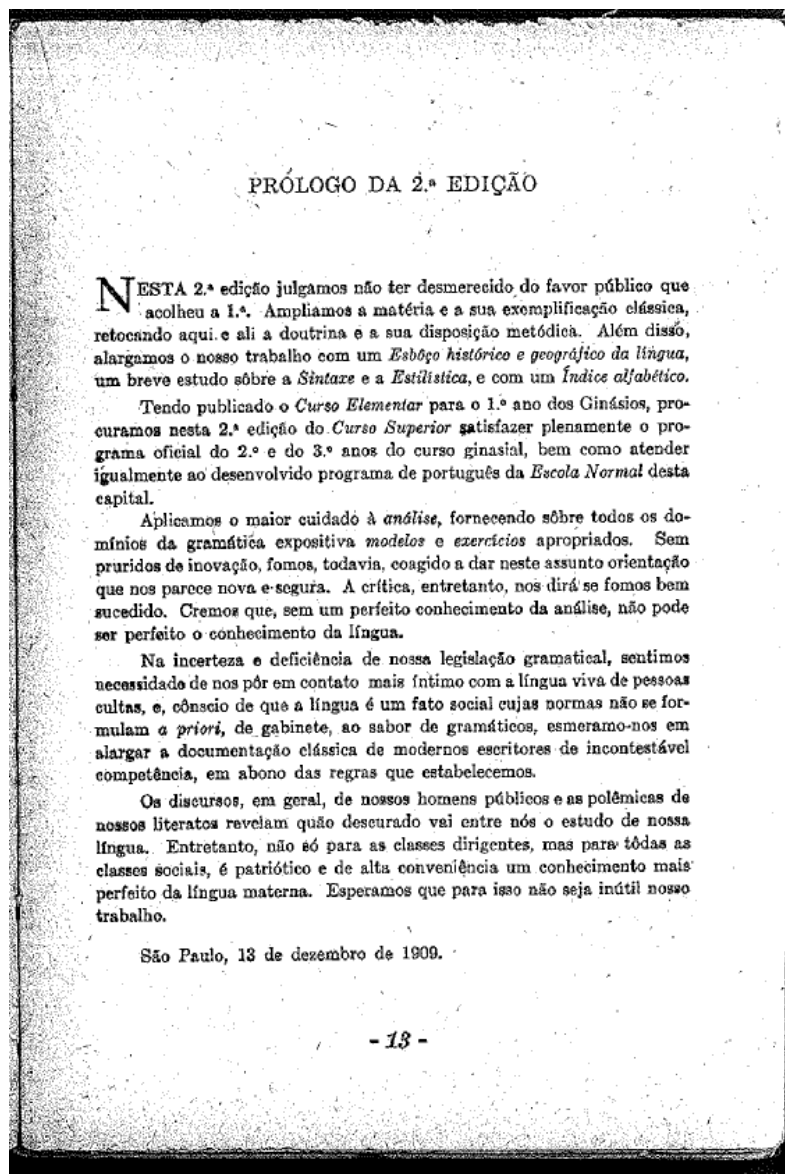 PRÓLOGO DA 2.ª EDIÇÃO
NESTA 2.ª edição julgamos não ter desmerecido do favor público que
acolheu a 1.ª. Ampliamos a matéria e a sua exemplificação clássica,
retocando aqui e ali a doutrina e a sua disposição metódica. Além disso,
alargamos o nosso trabalho com um Esbôço histórico e geográfico da língua,
um breve estudo sôbre a Sintaxe e a Estilística, e com um Índice alfabético.
Tendo publicado o Curso Elementar para o 1.º ano dos Ginásios, pro-
curamos nesta 2.ª edição do Curso Superior satisfazer plenamente o pro-
grama oficial do 2.º e do 3.º anos do curso ginasial, bem como atender
igualmente ao desenvolvido programa de português da Escola Normal desta
capital.
Aplicamos o maior cuidado à análise, fornecendo sôbre todos os do-
mínios da gramática expositiva modelos e exercícios apropriados. Sem
pruridos de inovação, fomos, todavia, coagido a dar neste assunto orientação
que nos parece nova e segura. A crítica, entretanto, nos dirá se fomos bem
sucedido. Cremos que, sem um perfeito conhecimento da análise, não pode
ser perfeito o conhecimento da língua.
Na incerteza e deficiência de nossa legislação gramatical, sentimos
necessidade de nos pôr em contato mais íntimo com a língua viva de pessoas
cultas, e, cônscio de que a língua é um fato social cujas normas não se for-
mulam a priori, de gabinete, ao sabor de gramáticos, esmeramo-nos em
alargar a documentação clássica de modernos escritores de incontestável
competência, em abono das regras que estabelecemos.
Os discursos, em geral, de nossos homens públicos e as polêmicas de
nossos literatos revelam quão descurado vai entre nós o estudo de nossa
língua. Entretanto, não só para as classes dirigentes, mas para tôdas as
classes sociais, é patriótico e de alta conveniência um conhecimento mais
perfeito da língua materna. Esperamos que para isso não seja inútil nosso
trabalho.
São Paulo, 13 de dezembro de 1909.
- 13 -